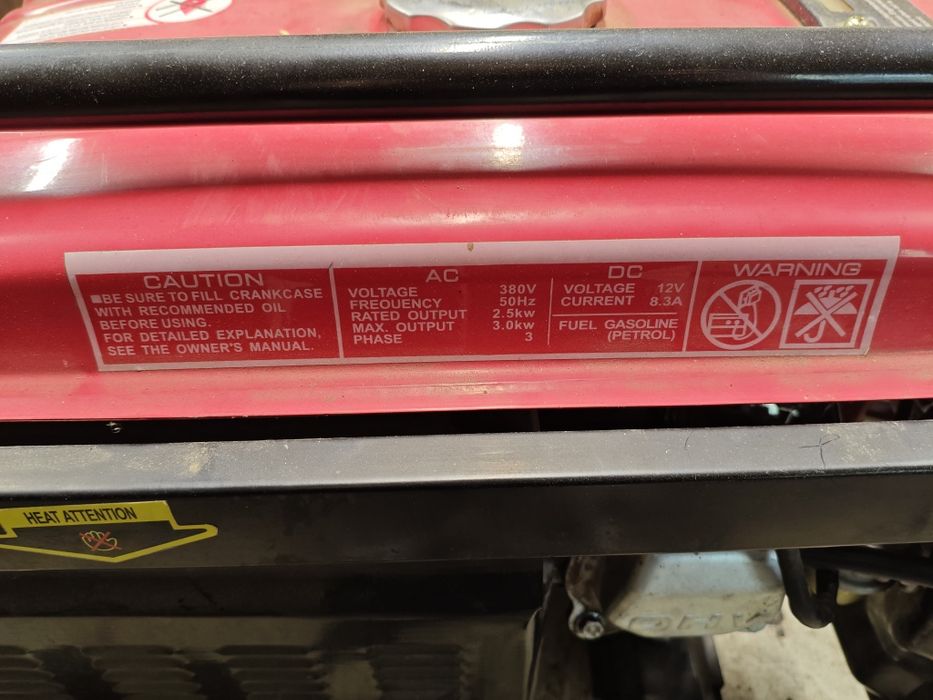 CAUTION
■BE SURE TO FILL CRANKCASE
WITH RECOMMENDED OIL
BEFORE USING.
FOR DETAILED EXPLANATION,
SEE THE OWNER'S MANUAL.
AC
VOLTAGE 380V
FREOUENCY 50Hz
RATED OUTPUT 2.5kw
MAX. OUTPUT 3.0kw
PHASE 3
DC
VOLTAGE 12V
CURRENT 8.3A
FUEL GASOLINE
(PETROL)
WARNING
HEAT ATTENTION
OHV